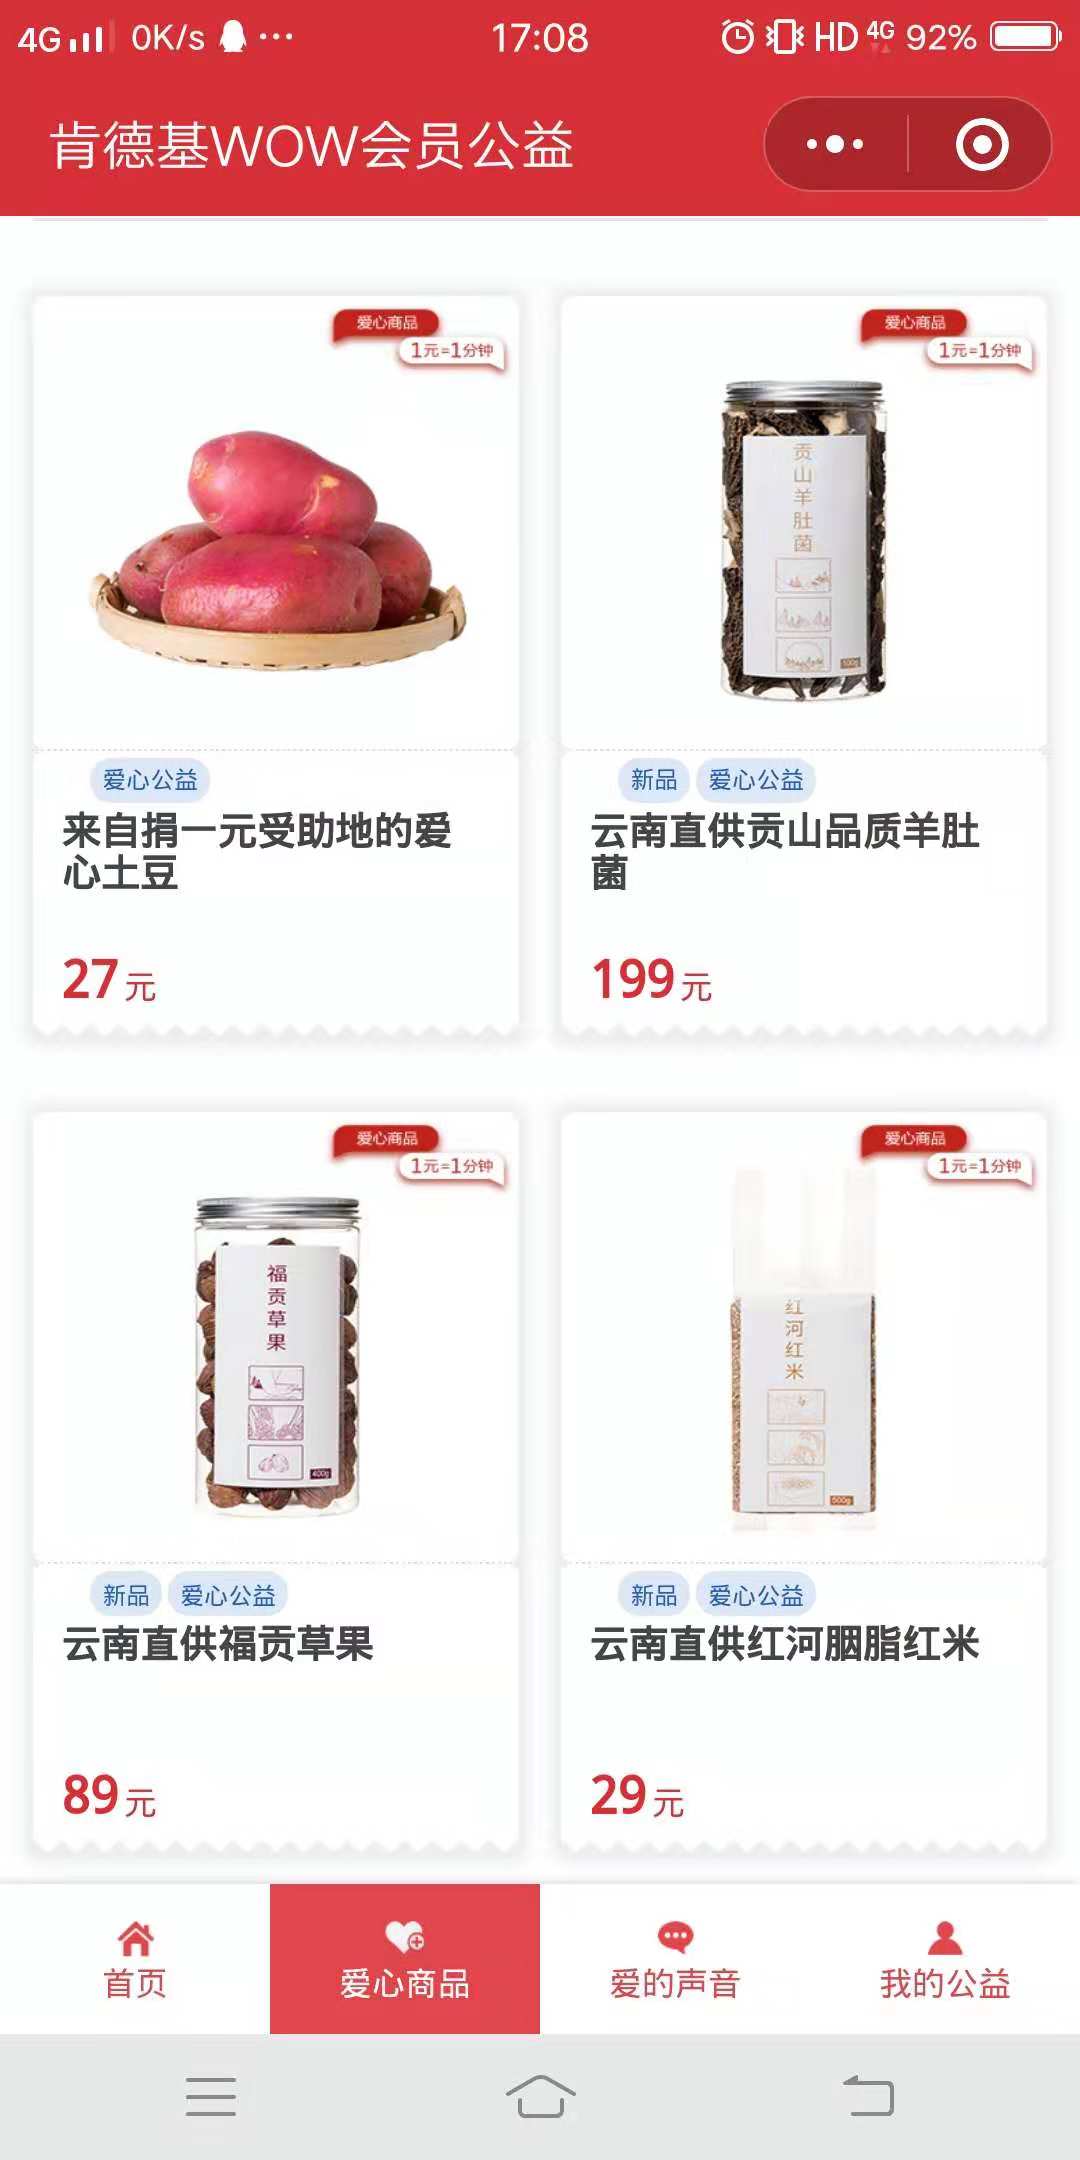 4G 0K/s ··· 17:08 HD 4G 92%
肯德基WOW会员公益
爱心商品
1元=1分钟
贡山羊肚菌
500g
爱心公益
来自捐一元受助地的爱
心土豆
27元
爱心商品
1元=1分钟
新品 爱心公益
云南直供贡山品质羊肚
菌
199元
爱心商品
1元=1分钟
福贡草果
400g
新品 爱心公益
云南直供福贡草果
89元
爱心商品
1元=1分钟
红河红米
500g
新品 爱心公益
云南直供红河胭脂红米
29元
首页 爱心商品 爱的声音 我的公益